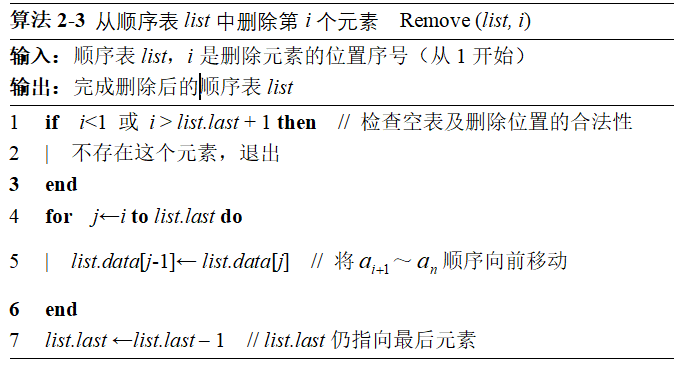 算法 2-3 从顺序表 list 中删除第 i 个元素 Remove (list, i)
输入：顺序表 list，i 是删除元素的位置序号（从 1 开始）
输出：完成删除后的顺序表 list
1 if i<1 或 i > list.last + 1 then // 检查空表及删除位置的合法性
2 | 不存在这个元素，退出
3 end
4 for j←i to list.last do
5 | list.data[j-1]← list.data[j] // 将 a_{i+1}～ a_n 顺序向前移动
6 end
7 list.last ←list.last – 1 // list.last 仍指向最后元素